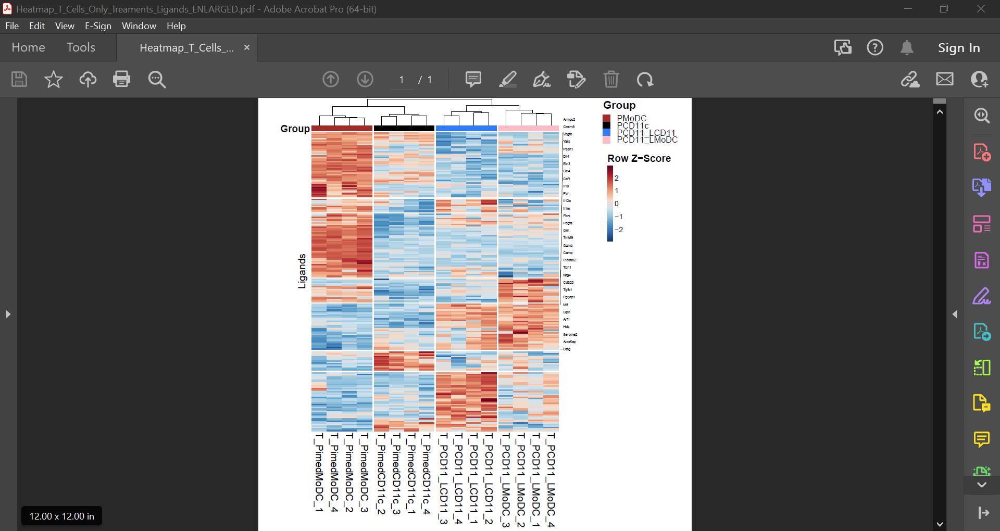 Heatmap_T_Cells_Only_Treaments_Ligands_ENLARGED.pdf - Adobe Acrobat Pro (64-bit)
File Edit View E-Sign Window Help
Home Tools Heatmap_T_Cells_... × Sign In
1 / 1
Group
Group
PMoDC
PCD11c
PCD11_LCD11
PCD11_LMoDC
Row Z-Score
2
1
0
-1
-2
Ligands
Amigo2
Cmtm8
Vegfb
Yars
Psen1
Dll4
Ebi3
Ccl4
Csf1
Il10
Pvr
Il12a
Il1rn
Fbrs
Pdgfa
Grn
Tnfsf9
Gzmb
Camp
Plekho2
Tph1
Nrg4
Cd320
Tgfb1
Pglyrp1
Mif
Gpi1
Arf1
Hdc
Serpine2
Alox5ap
Ctsg
T_PimedMoDC_1
T_PimedMoDC_4
T_PimedMoDC_2
T_PimedMoDC_3
T_PimedCD11c_2
T_PimedCD11c_3
T_PimedCD11c_1
T_PimedCD11c_4
T_PCD11_LCD11_3
T_PCD11_LCD11_4
T_PCD11_LCD11_1
T_PCD11_LCD11_2
T_PCD11_LMoDC_3
T_PCD11_LMoDC_2
T_PCD11_LMoDC_1
T_PCD11_LMoDC_4
12.00 x 12.00 in